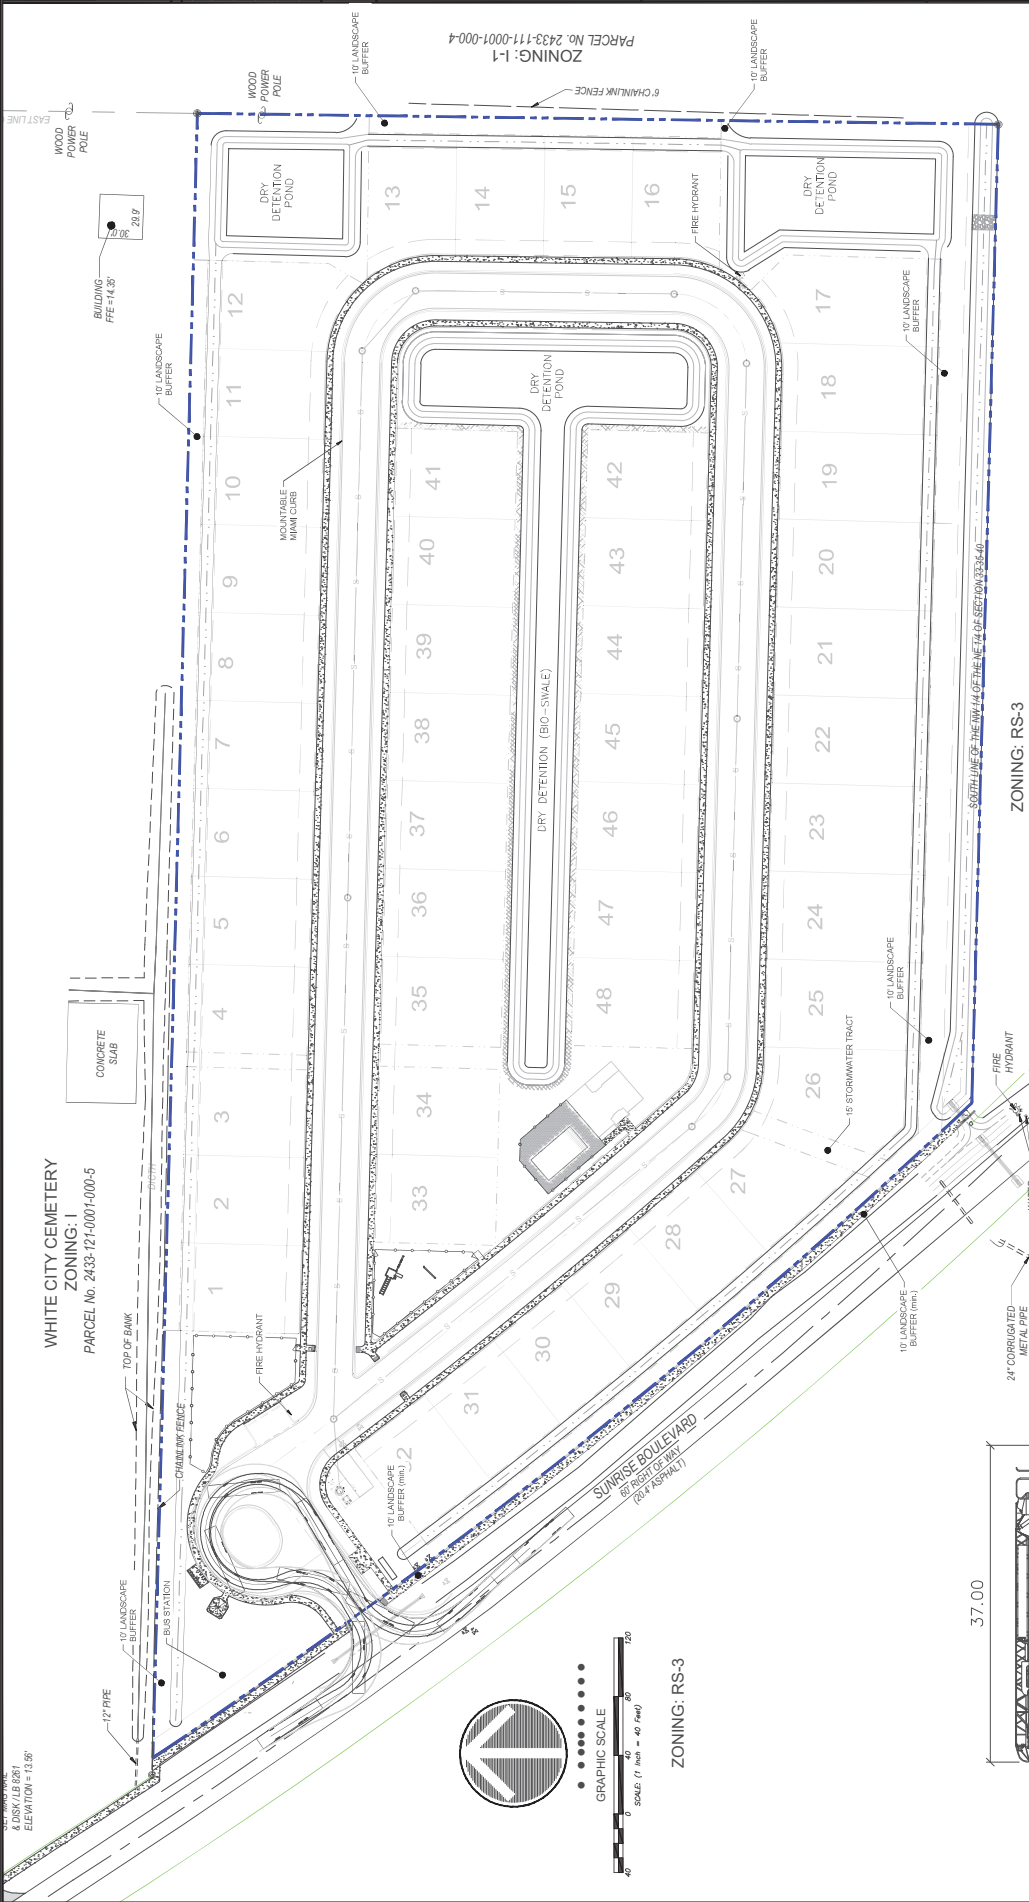 ZONING: I-1
PARCEL No. 2433-111-0001-000-4
6' CHAINLINK FENCE
10' LANDSCAPE
BUFFER
10' LANDSCAPE
BUFFER
WOOD
POWER
POLE
WOOD
POWER
POLE
EAST LINE
BUILDING
FFE =14.35'
30.0'
29.9'
DRY
DETENTION
POND
DRY
DETENTION
POND
FIRE HYDRANT
13
14
15
16
12
11
10
9
8
7
6
5
4
3
2
1
10' LANDSCAPE
BUFFER
MOUNTABLE
MIAMI CURB
DRY
DETENTION
POND
DRY DETENTION (BIO-SWALE)
41
40
39
38
37
36
35
34
33
42
43
44
45
46
47
48
17
18
19
20
21
22
23
24
25
26
27
28
29
30
31
32
10' LANDSCAPE
BUFFER
SOUTH LINE OF THE NW 1/4 OF THE NE 1/4 OF SECTION 33-35-40
ZONING: RS-3
10' LANDSCAPE
BUFFER
15' STORMWATER TRACT
FIRE
HYDRANT
10' LANDSCAPE
BUFFER (min.)
24" CORRUGATED
METAL PIPE
CONCRETE
SLAB
DITCH
WHITE CITY CEMETERY
ZONING: I
PARCEL No. 2433-121-0001-000-5
TOP OF BANK
CHAINLINK FENCE
FIRE HYDRANT
10' LANDSCAPE
BUFFER
BUS STATION
12" PIPE
& DISK / LB 8261
ELEVATION = 13.56'
10' LANDSCAPE
BUFFER (min.)
SUNRISE BOULEVARD
60' RIGHT OF WAY
(20.4' ASPHALT)
GRAPHIC SCALE
40
0
40
80
120
SCALE: (1 Inch = 40 Feet)
ZONING: RS-3
37.00